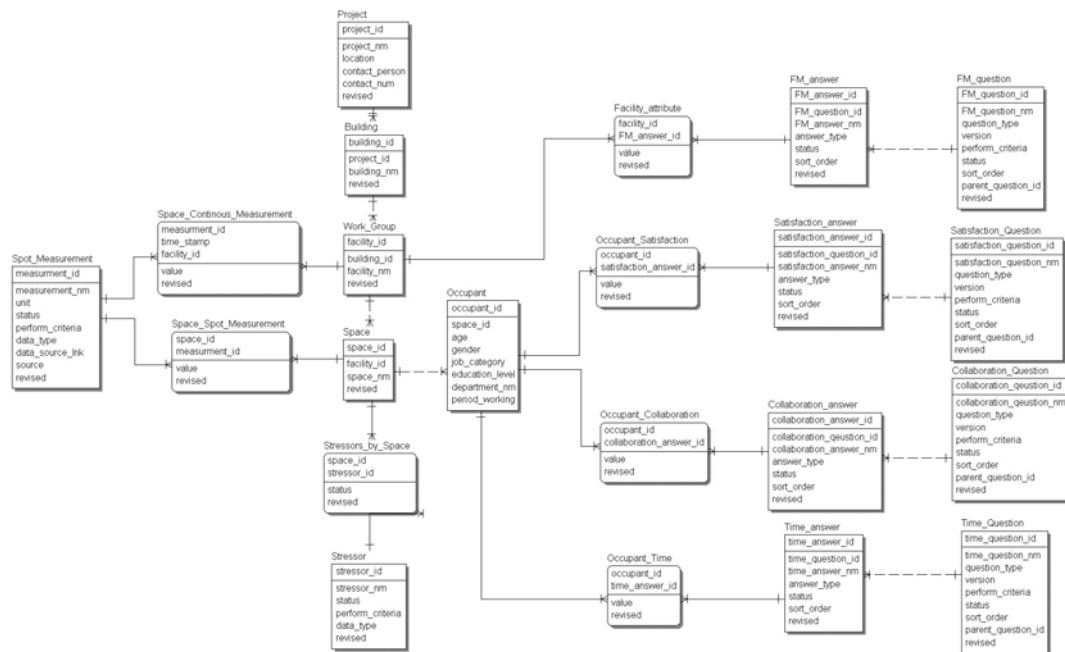 Project
project_id
project_nm
location
contact_person
contact_num
revised
Building
building_id
project_id
building_nm
revised
Work_Group
facility_id
building_id
facility_nm
revised
Space
space_id
facility_id
space_nm
revised
Stressors_by_Space
space_id
stressor_id
status
revised
Stressor
stressor_id
stressor_nm
status
perform_criteria
data_type
revised
Spot_Measurement
measurment_id
measurement_nm
unit
status
perform_criteria
data_type
data_source_lnk
source
revised
Space_Continous_Measurement
measurment_id
time_stamp
facility_id
value
revised
Space_Spot_Measurement
space_id
measurment_id
value
revised
Occupant
occupant_id
space_id
age
gender
job_category
education_level
department_nm
period_working
Facility_attribute
facility_id
FM_answer_id
value
revised
FM_answer
FM_answer_id
FM_question_id
FM_answer_nm
answer_type
status
sort_order
revised
FM_question
FM_question_id
FM_question_nm
question_type
version
perform_criteria
status
sort_order
parent_question_id
revised
Occupant_Satisfaction
occupant_id
satisfaction_answer_id
value
revised
Satisfaction_answer
satisfaction_answer_id
satisfaction_question_id
satisfaction_answer_nm
answer_type
status
sort_order
revised
Satisfaction_Question
satisfaction_question_id
satisfaction_question_nm
question_type
version
perform_criteria
status
sort_order
parent_question_id
revised
Occupant_Collaboration
occupant_id
collaboration_answer_id
value
revised
Collaboration_answer
collaboration_answer_id
collaboration_qeustion_id
collaboration_answer_nm
answer_type
status
sort_order
revised
Collaboration_Question
collaboration_qeustion_id
collaboration_qeustion_nm
question_type
version
perform_criteria
status
sort_order
parent_question_id
revised
Occupant_Time
occupant_id
time_answer_id
value
revised
Time_answer
time_answer_id
time_question_id
time_answer_nm
answer_type
status
sort_order
revised
Time_Question
time_question_id
time_question_nm
question_type
version
perform_criteria
status
sort_order
parent_question_id
revised